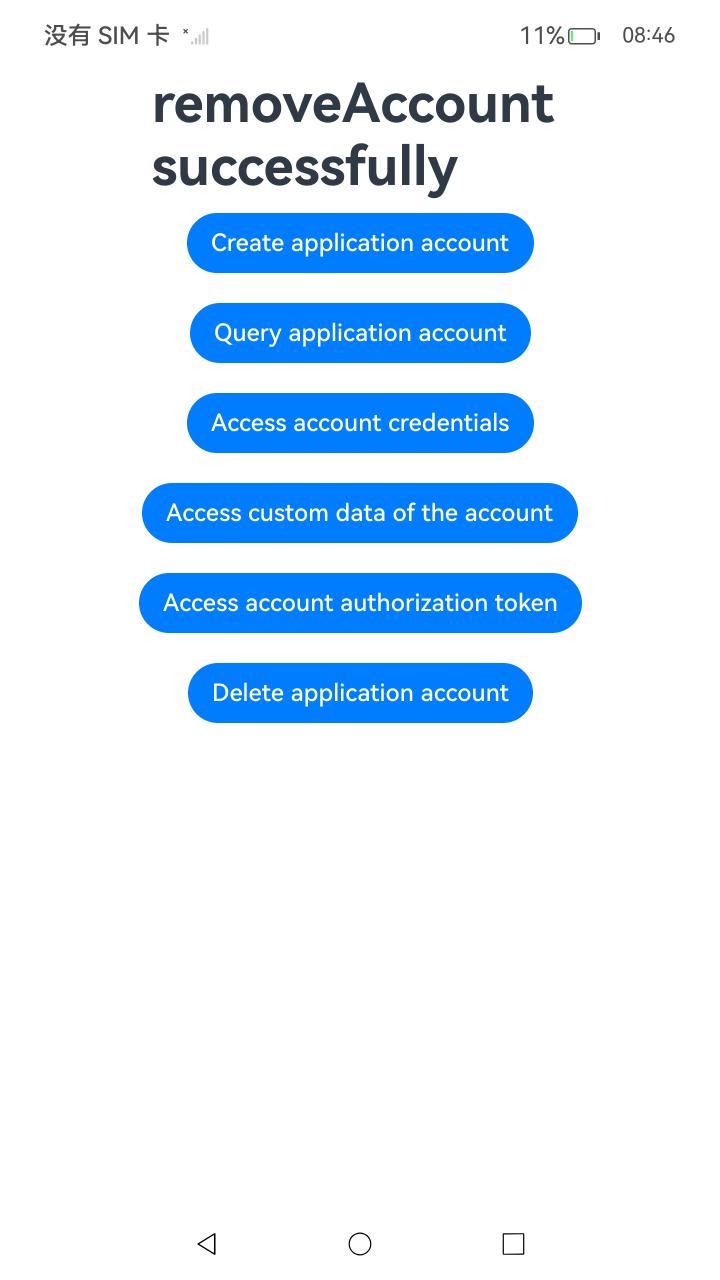 没有 SIM 卡 11% 08:46
removeAccount
successfully
Create application account
Query application account
Access account credentials
Access custom data of the account
Access account authorization token
Delete application account